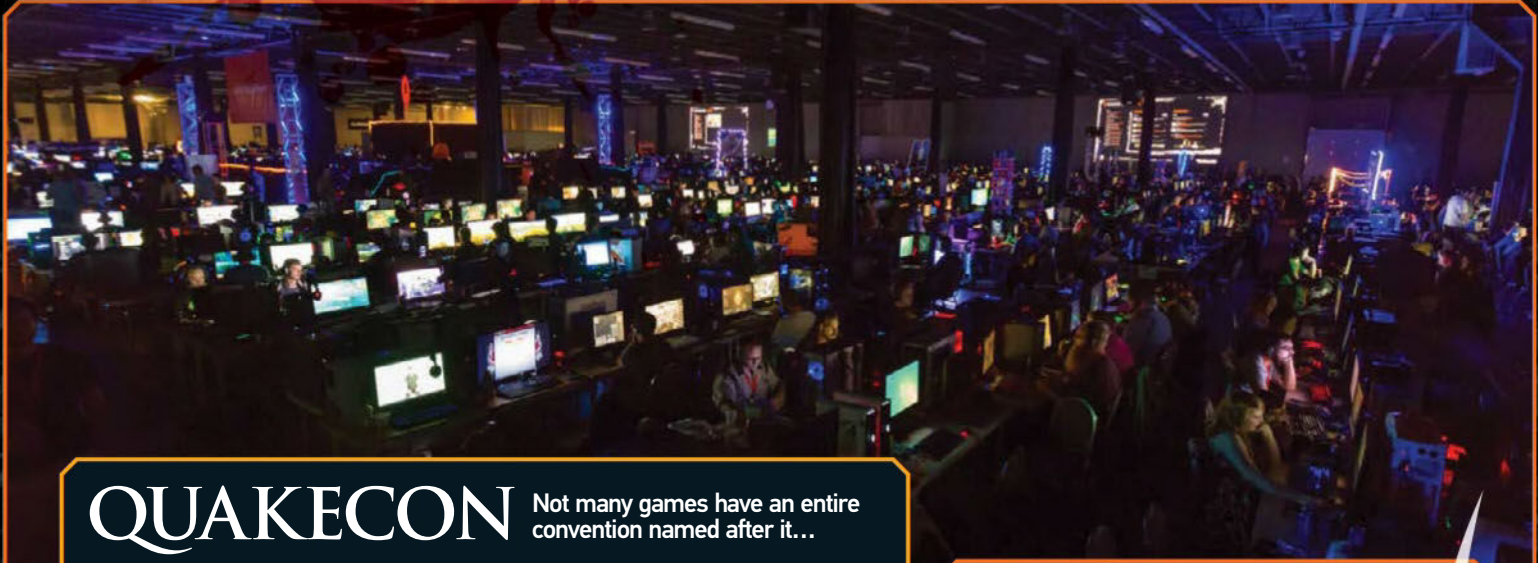 QUAKECON
Not many games have an entire
convention named after it...